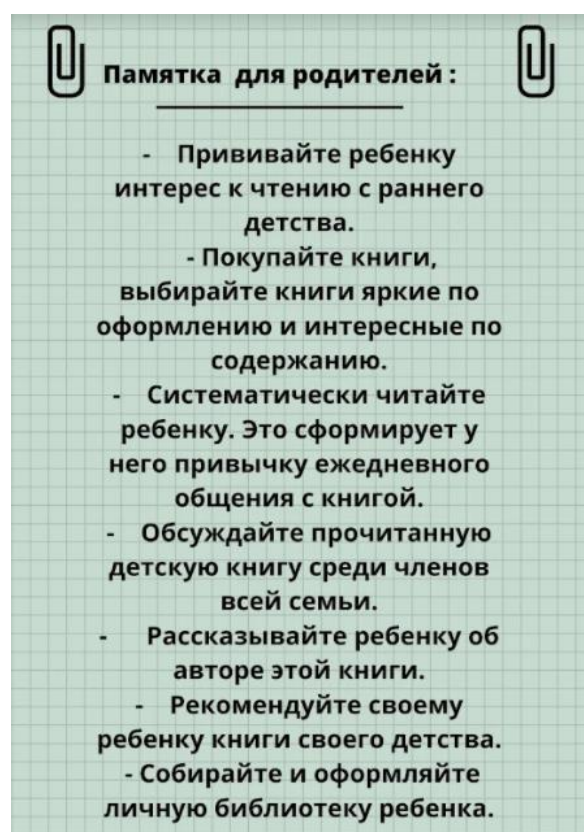 Памятка для родителей :
- Прививайте ребенку
интерес к чтению с раннего
детства.
- Покупайте книги,
выбирайте книги яркие по
оформлению и интересные по
содержанию.
- Систематически читайте
ребенку. Это сформирует у
него привычку ежедневного
общения с книгой.
- Обсуждайте прочитанную
детскую книгу среди членов
всей семьи.
- Рассказывайте ребенку об
авторе этой книги.
- Рекомендуйте своему
ребенку книги своего детства.
- Собирайте и оформляйте
личную библиотеку ребенка.